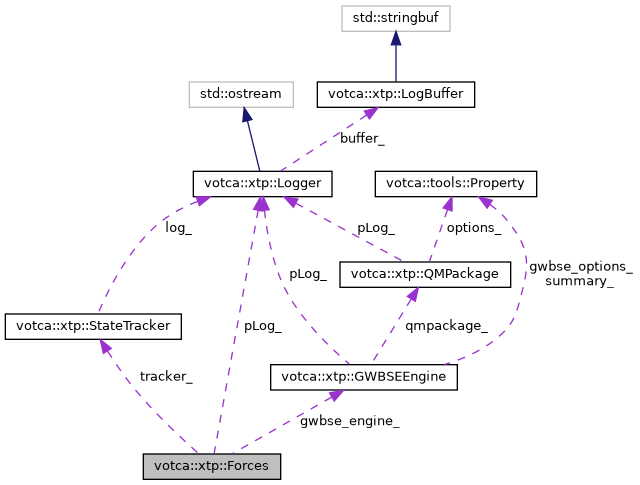 std::stringbuf
std::ostream
votca::xtp::LogBuffer
buffer_
votca::xtp::Logger
votca::tools::Property
log_
pLog_
options_
pLog_
votca::xtp::QMPackage
gwbse_options_
summary_
votca::xtp::StateTracker
pLog_
qmpackage_
tracker_
votca::xtp::GWBSEEngine
gwbse_engine_
votca::xtp::Forces